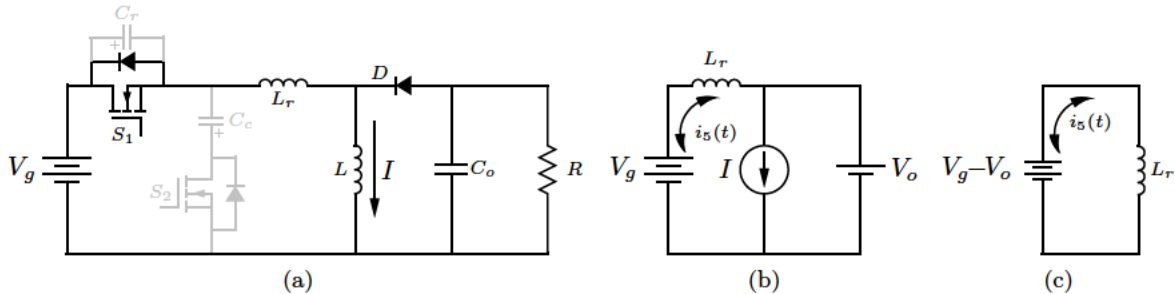 C_r
+
S_1
V_g
C_c
+
S_2
L_r
D
L
I
C_o
R
(a)
L_r
i_5(t)
V_g
I
V_o
(b)
i_5(t)
V_g−V_o
L_r
(c)